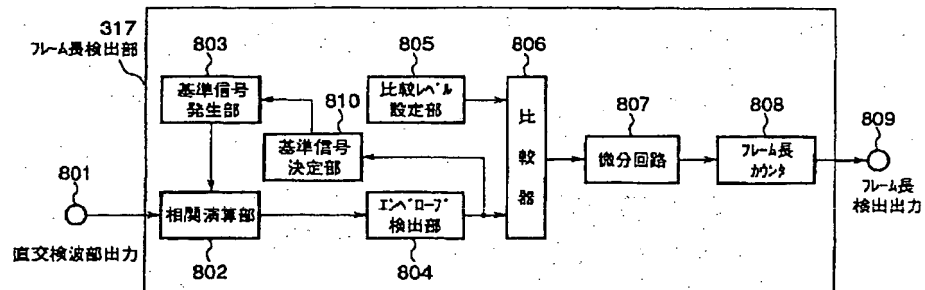 317
フレーム長検出部
803
基準信号
発生部
810
基準信号
決定部
805
比較レベル
設定部
806
比較器
807
微分回路
808
フレーム長
カウンタ
809
フレーム長
検出出力
801
直交検波部出力
相関演算部
802
エンベロープ
検出部
804